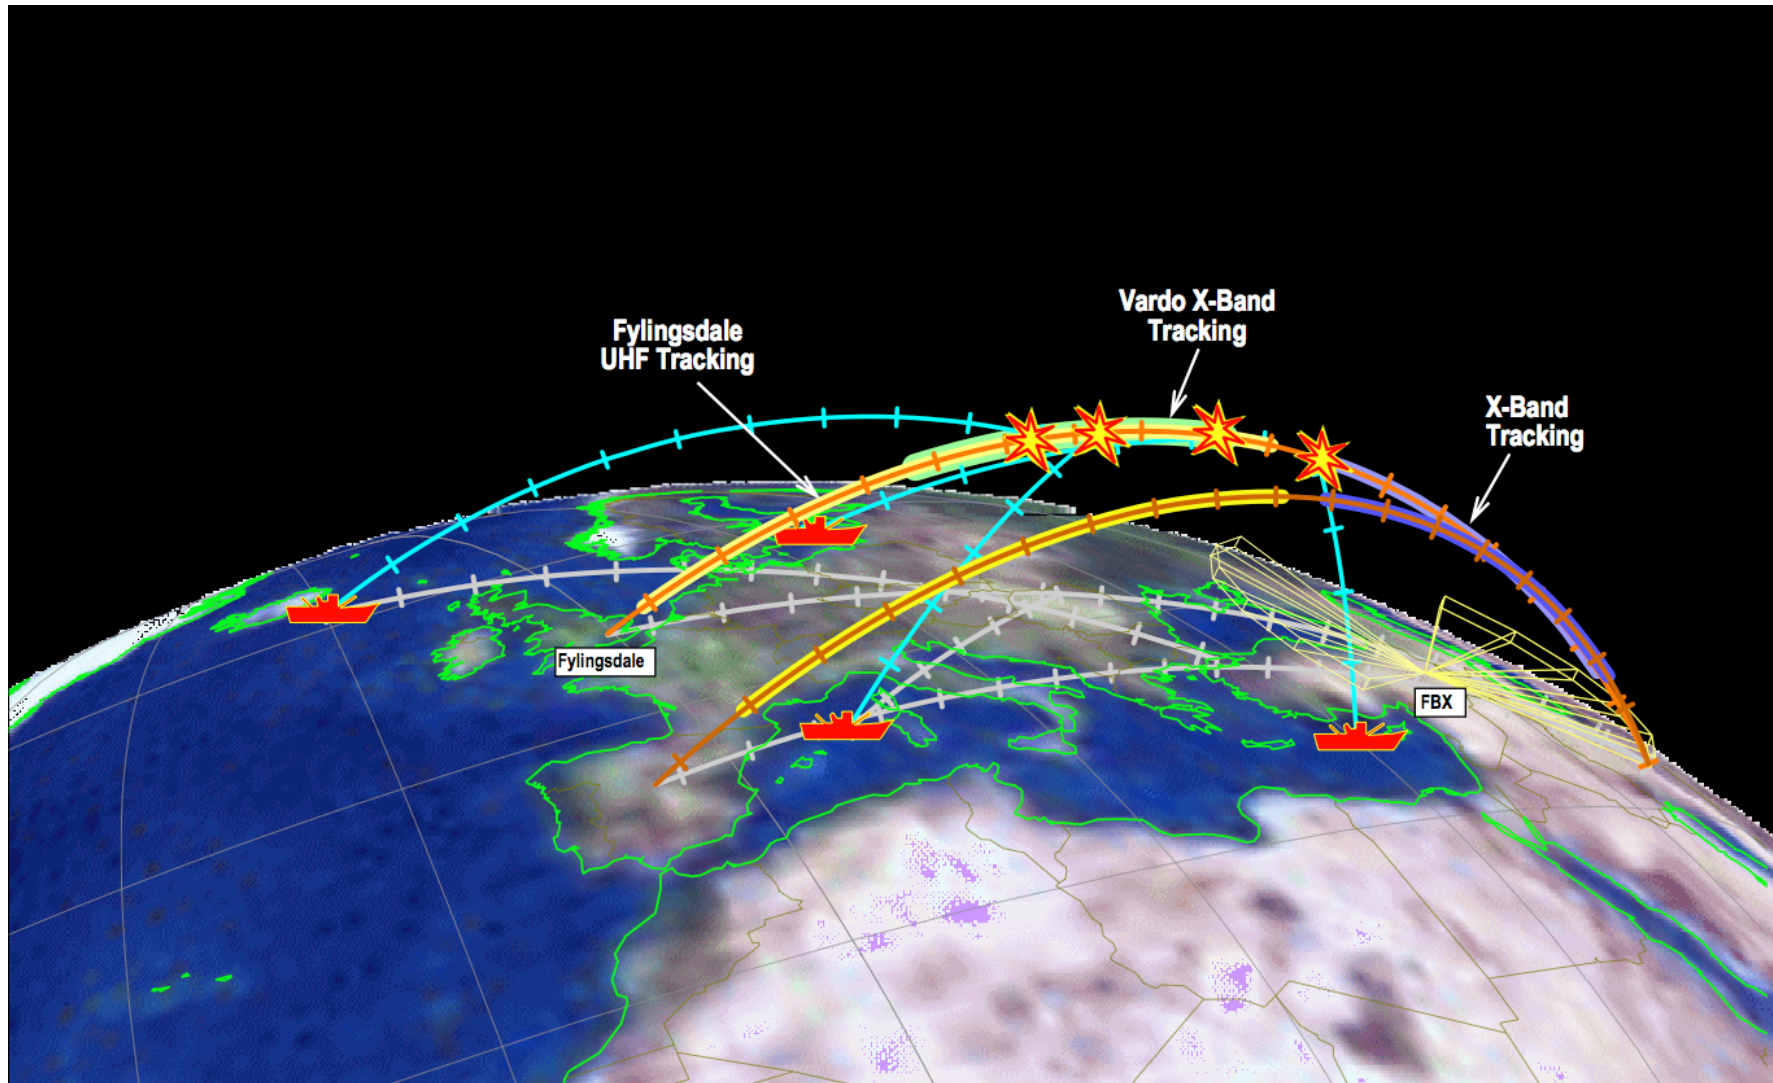 Vardo X-Band
Tracking
Fylingsdale
UHF Tracking
X-Band
Tracking
Fylingsdale
FBX